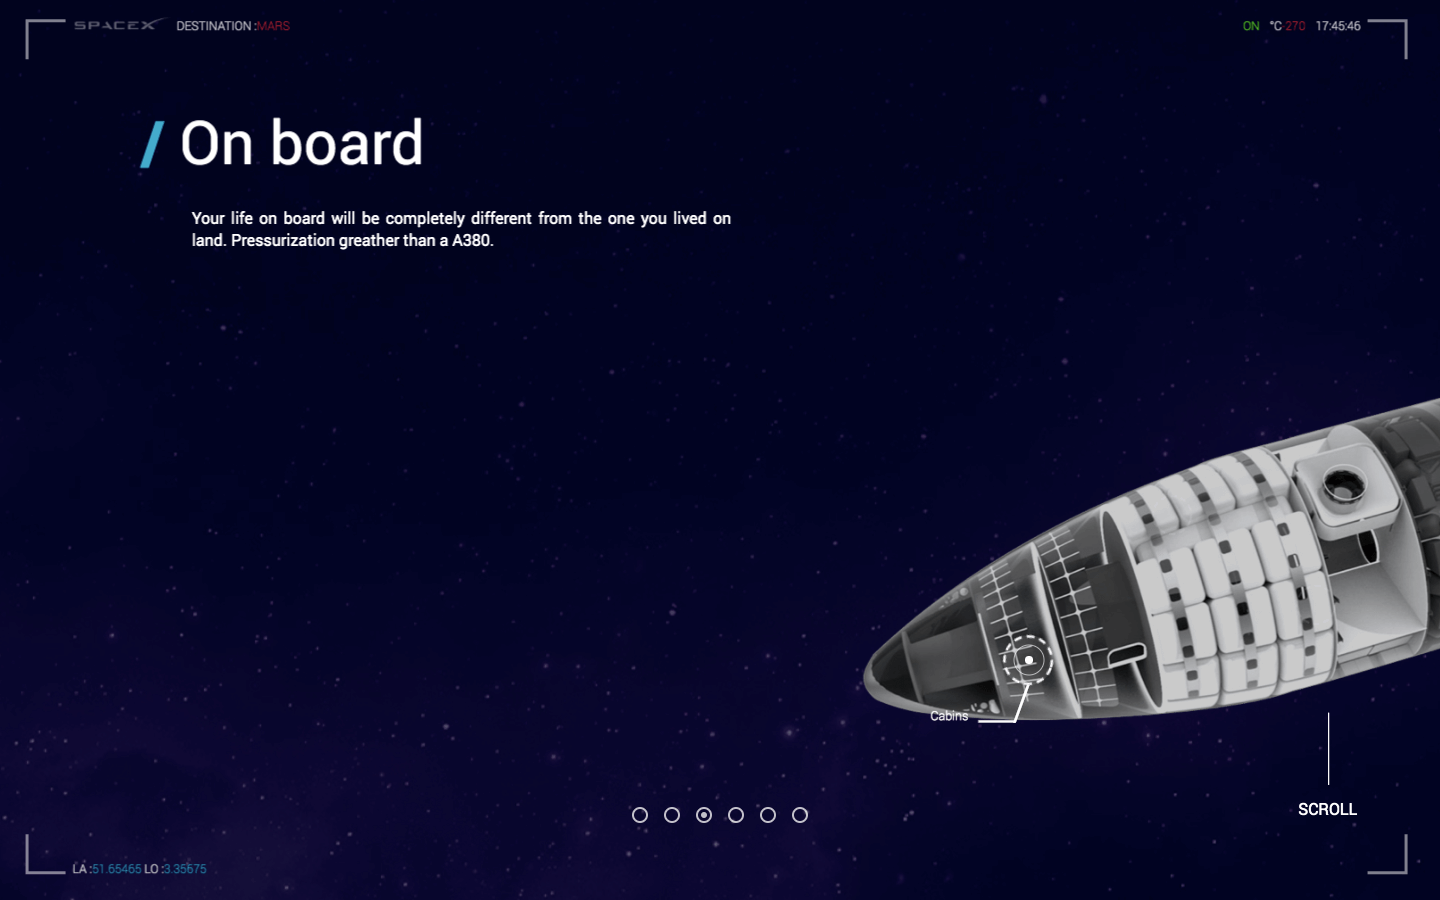 SPACEX DESTINATION :MARS
ON °C-270 17:45:46
/ On board
Your life on board will be completely different from the one you lived on
land. Pressurization greather than a A380.
Cabins
SCROLL
LA :51.65465 LO :3.35675